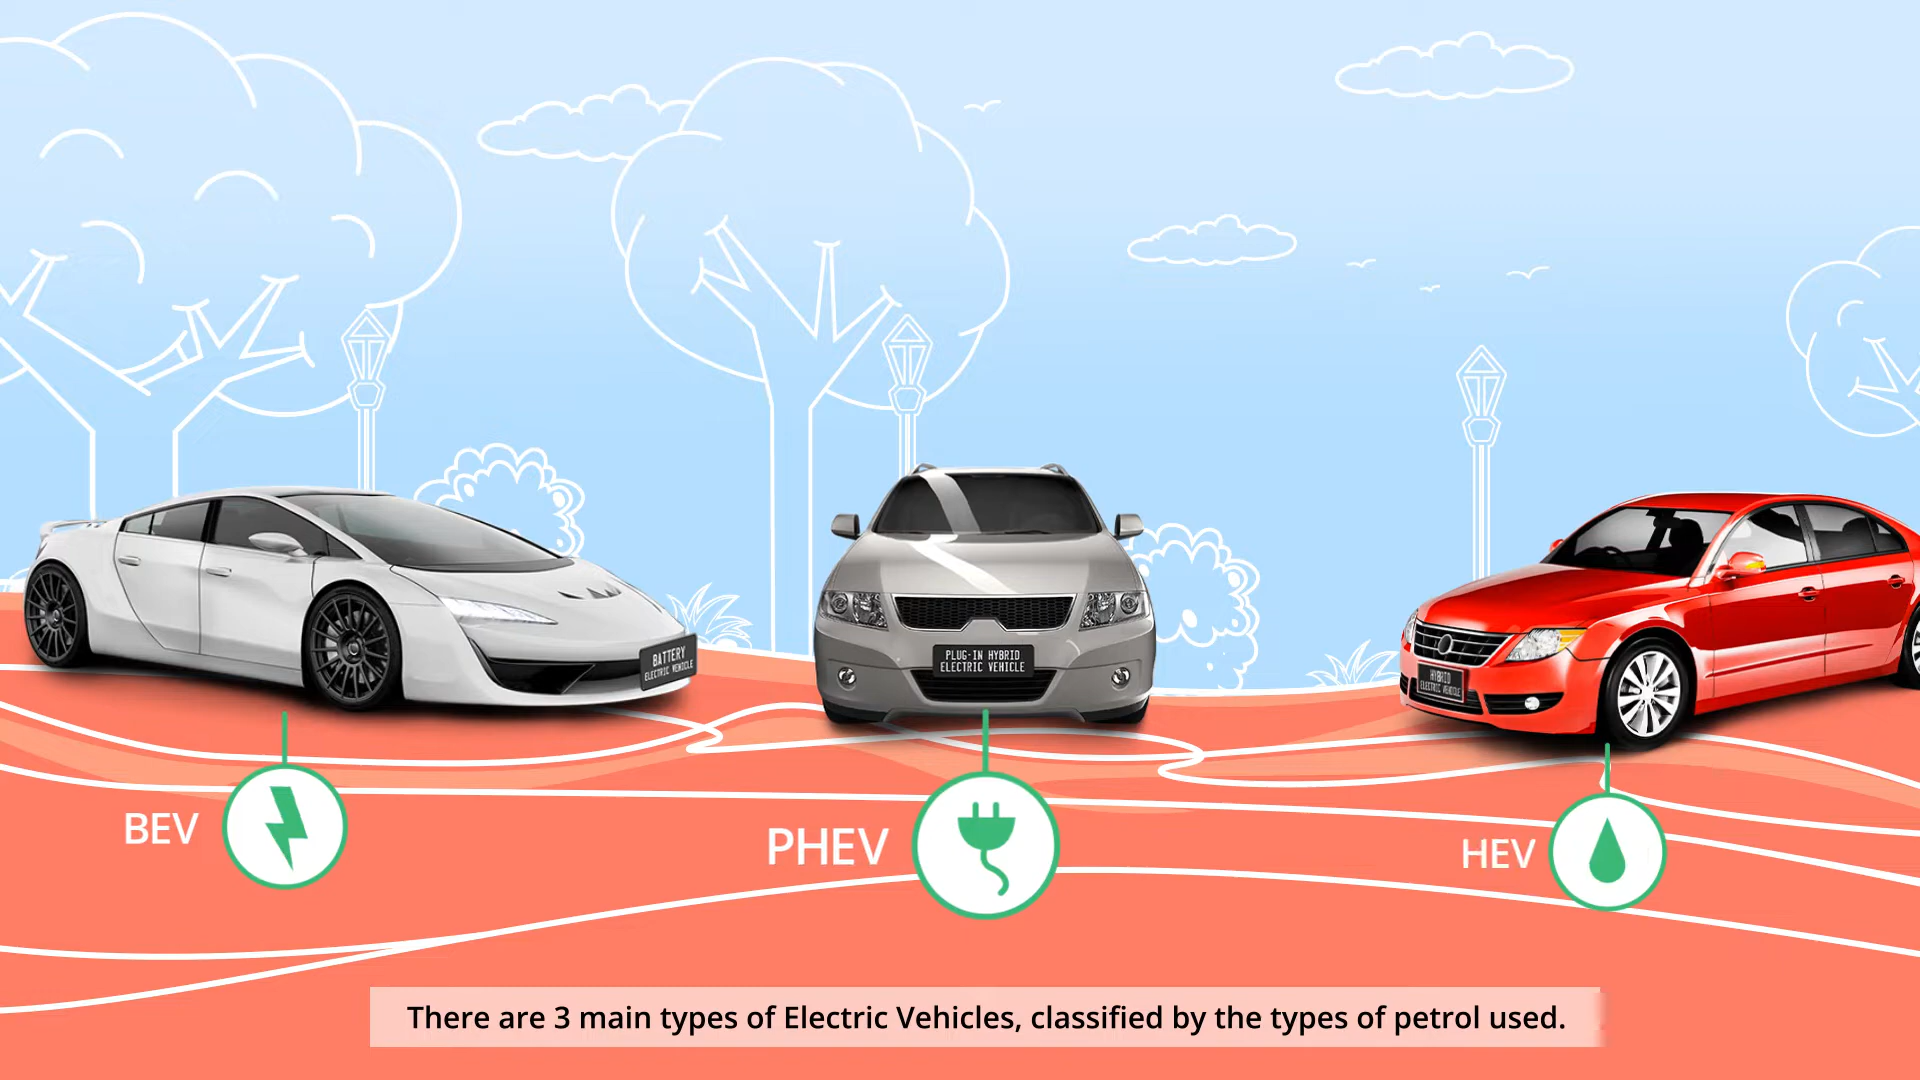 BATTERY
ELECTRIC VEHICLE
PLUG-IN HYBRID
ELECTRIC VEHICLE
HYBRID
ELECTRIC VEHICLE
BEV
PHEV
HEV
There are 3 main types of Electric Vehicles, classified by the types of petrol used.